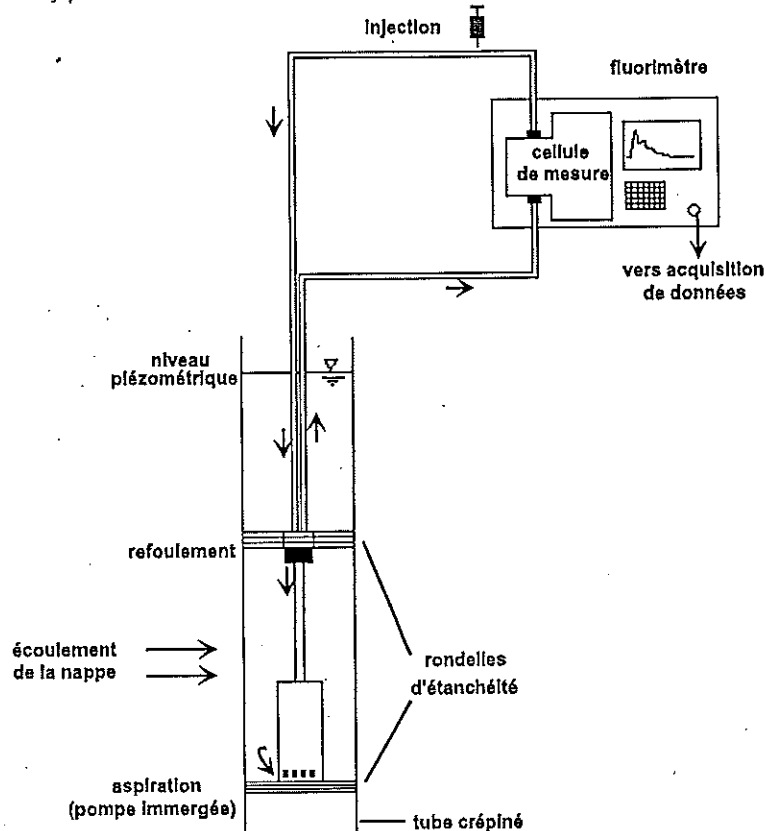 injection
fluorimètre
cellule
de mesure
vers acquisition
de données
niveau
piézométrique
refoulement
écoulement
de la nappe
rondelles
d'étanchéité
aspiration
(pompe immergée)
tube crépiné